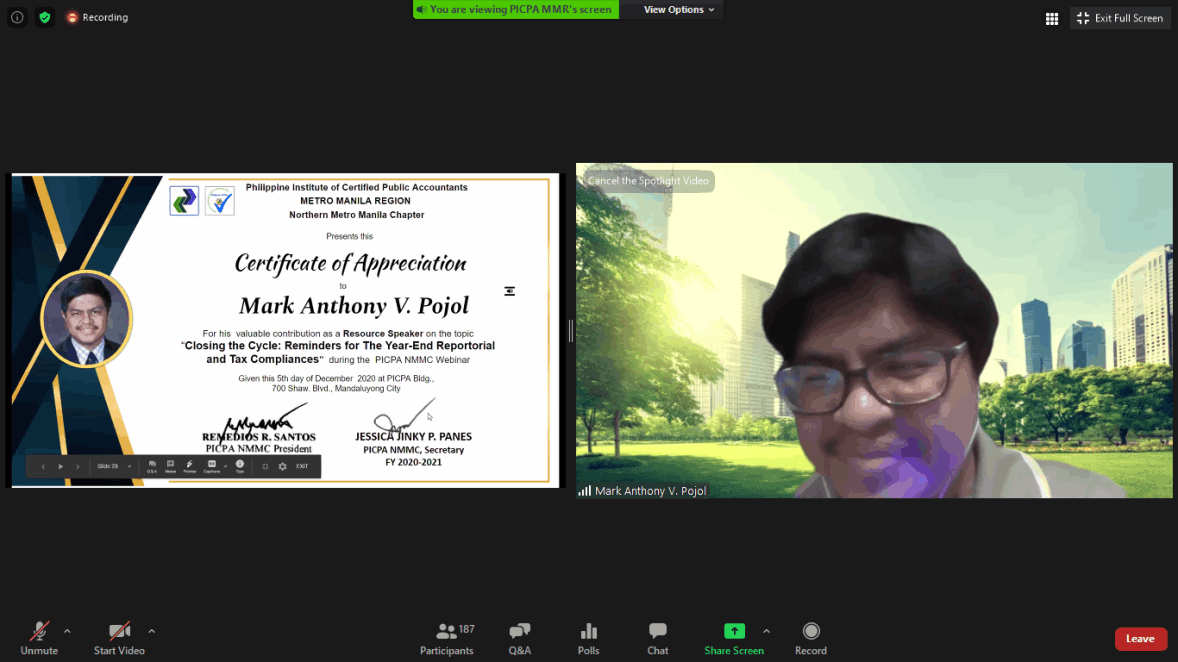 Recording
You are viewing PICPA MMR's screen
View Options
Exit Full Screen
Philippine Institute of Certified Public Accountants
METRO MANILA REGION
Northern Metro Manila Chapter
Presents this
Certificate of Appreciation
to
Mark Anthony V. Pojol
For his valuable contribution as a Resource Speaker on the topic
"Closing the Cycle: Reminders for The Year-End Reportorial
and Tax Compliances" during the PICPA NMMC Webinar
Given this 5th day of December 2020 at PICPA Bldg.,
700 Shaw. Blvd., Mandaluyong City
REMEDIOS R. SANTOS
PICPA NMMC President
JESSICA JINKY P. PANES
PICPA NMMC, Secretary
FY 2020-2021
Slide 28
Q&A
Notes
Pointer
Captions
Tips
EXIT
Cancel the Spotlight Video
Mark Anthony V. Pojol
Unmute
Start Video
187
Participants
Q&A
Polls
Chat
Share Screen
Record
Leave